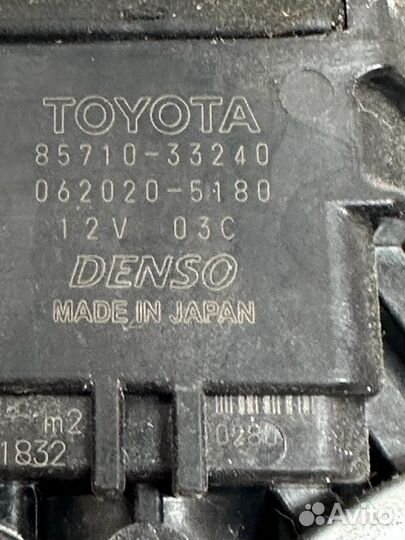 TOYOTA
85710-33240
062020-5180
12V 03C
DENSO
MADE IN JAPAN
m2
1832
0280
Avito